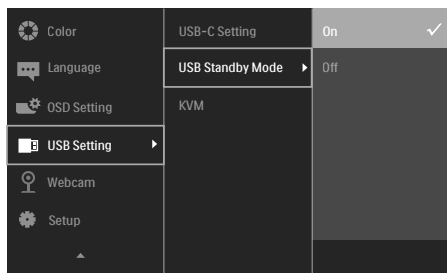 Color
Language
OSD Setting
USB Setting
Webcam
Setup
USB-C Setting
USB Standby Mode
KVM
On
Off